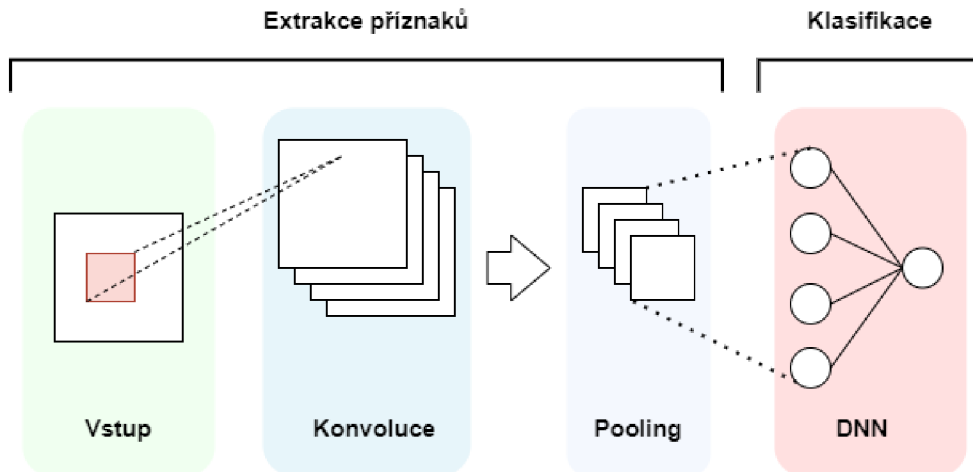 Extrakce příznaků
Klasifikace
Vstup
Konvoluce
Pooling
DNN